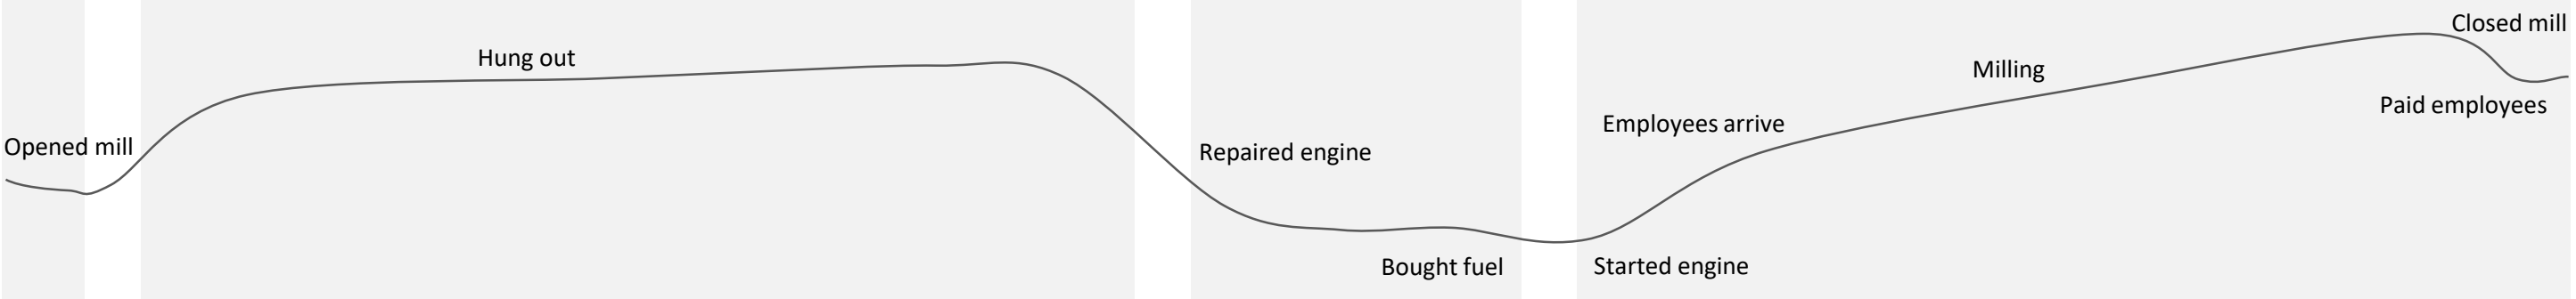 Opened mill
Hung out
Repaired engine
Bought fuel
Started engine
Employees arrive
Milling
Closed mill
Paid employees